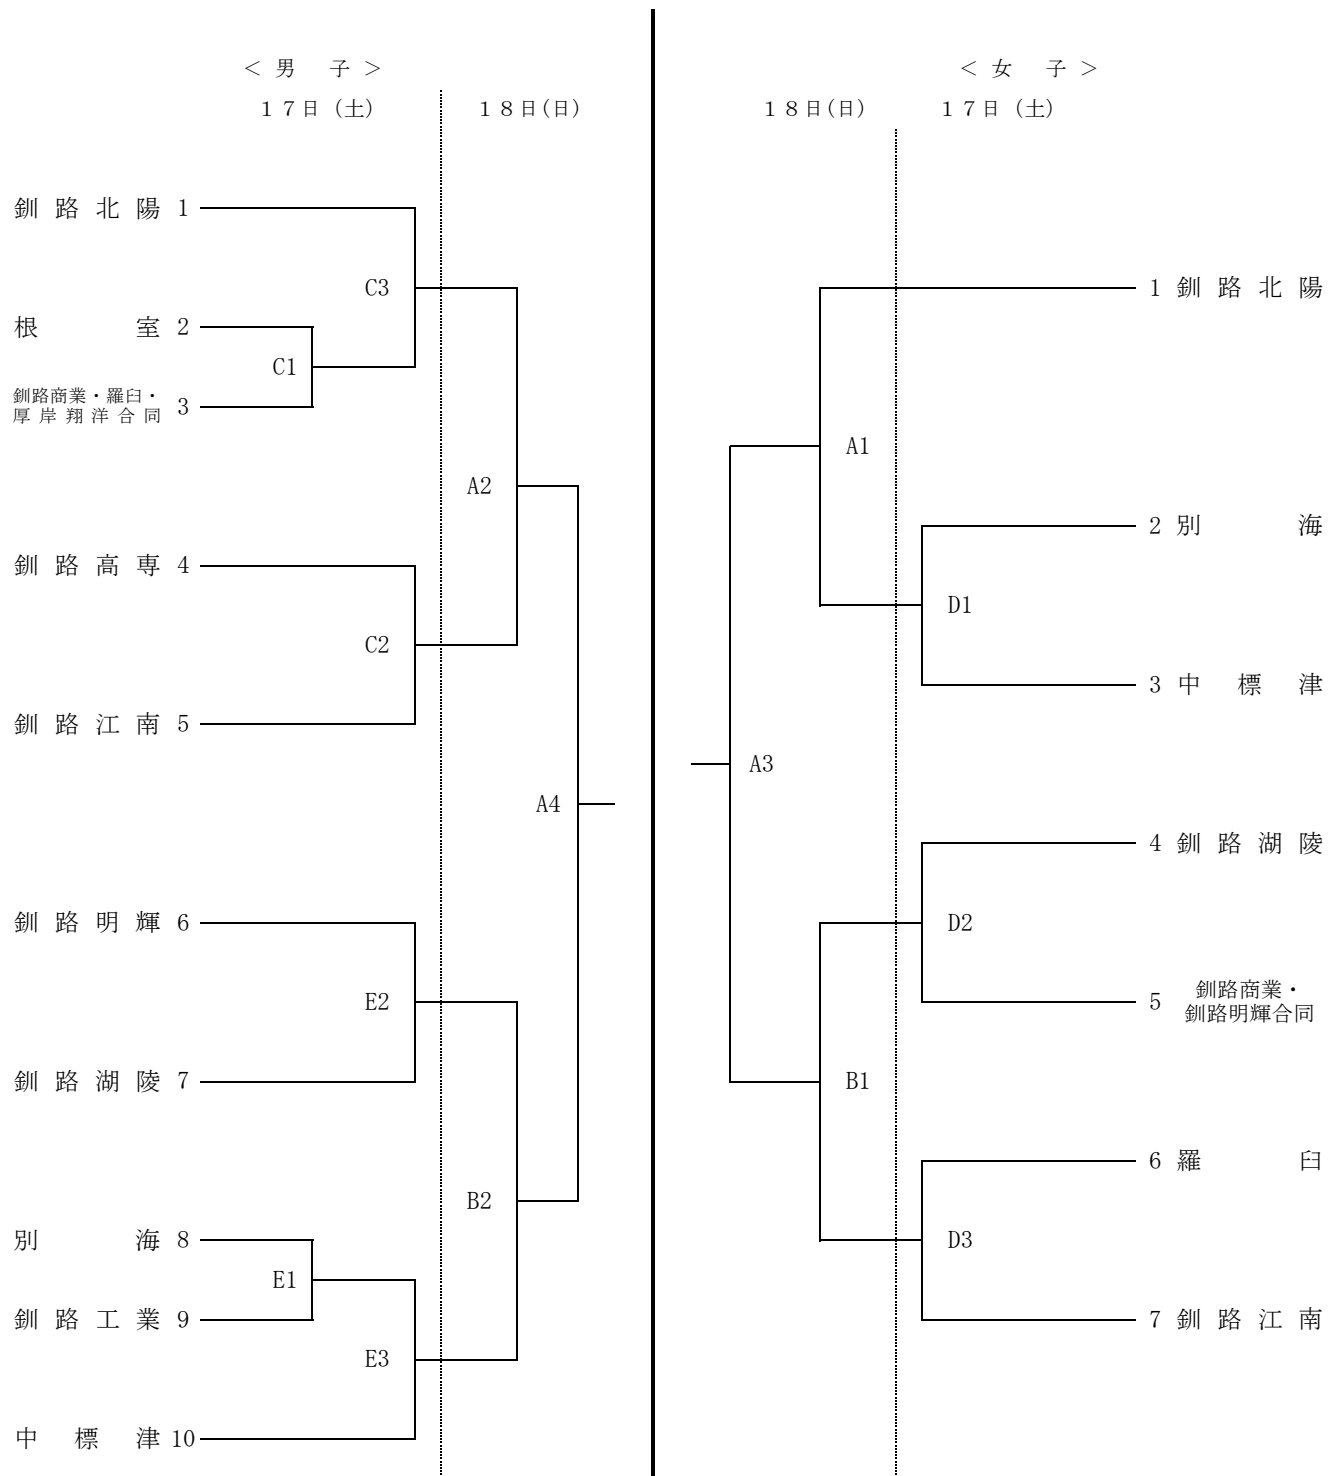 ＜ 男 子 ＞
１７日 (土) １８日(日)
釧路北陽 1
C3
根室 2
C1
釧路商業・羅臼・
厚岸翔洋合同 3
A2
釧路高専 4
C2
釧路江南 5
A4
釧路明輝 6
E2
釧路湖陵 7
B2
別海 8
E1
釧路工業 9
E3
中標津 10
＜ 女 子 ＞
１８日(日) １７日 (土)
1 釧路北陽
A1
2 別海
D1
3 中標津
A3
4 釧路湖陵
D2
5 釧路商業・
釧路明輝合同
B1
6 羅臼
D3
7 釧路江南